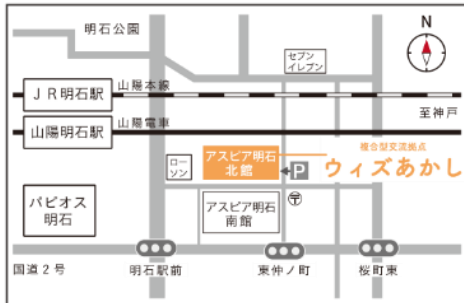 明石公園
N
セブン
イレブン
JR明石駅
山陽本線
至神戸
山陽明石駅
山陽電車
複合型交流拠点
ウィズあかし
アスピア明石
北館
P
ロー
ソン
〒
パピオス
明石
アスピア明石
南館
国道2号
明石駅前
東仲ノ町
桜町東